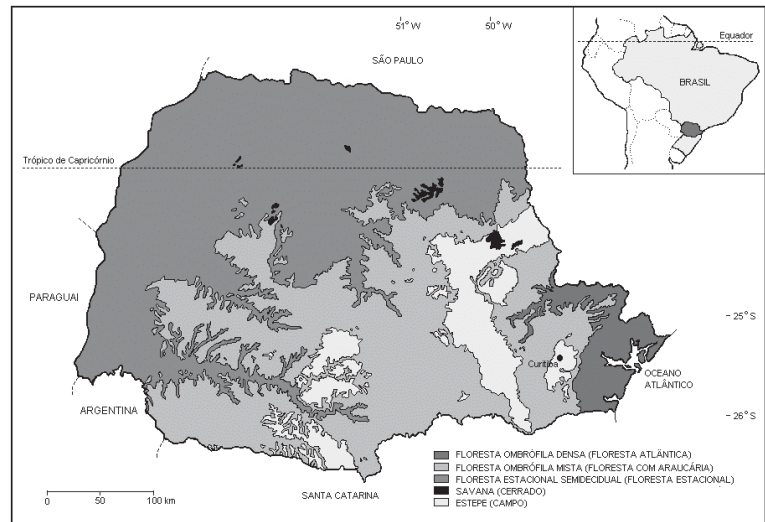 51° W
50° W
SÃO PAULO
Equador
BRASIL
Trópico de Capricórnio
PARAGUAI
25° S
Curitiba
OCEANO
ATLÂNTICO
ARGENTINA
26° S
FLORESTA OMBRÓFILA DENSA (FLORESTA ATLÂNTICA)
FLORESTA OMBRÓFILA MISTA (FLORESTA COM ARAUCÁRIA)
FLORESTA ESTACIONAL SEMIDECIDUAL (FLORESTA ESTACIONAL)
SAVANA (CERRADO)
ESTEPE (CAMPO)
0 50 100 km
SANTA CATARINA